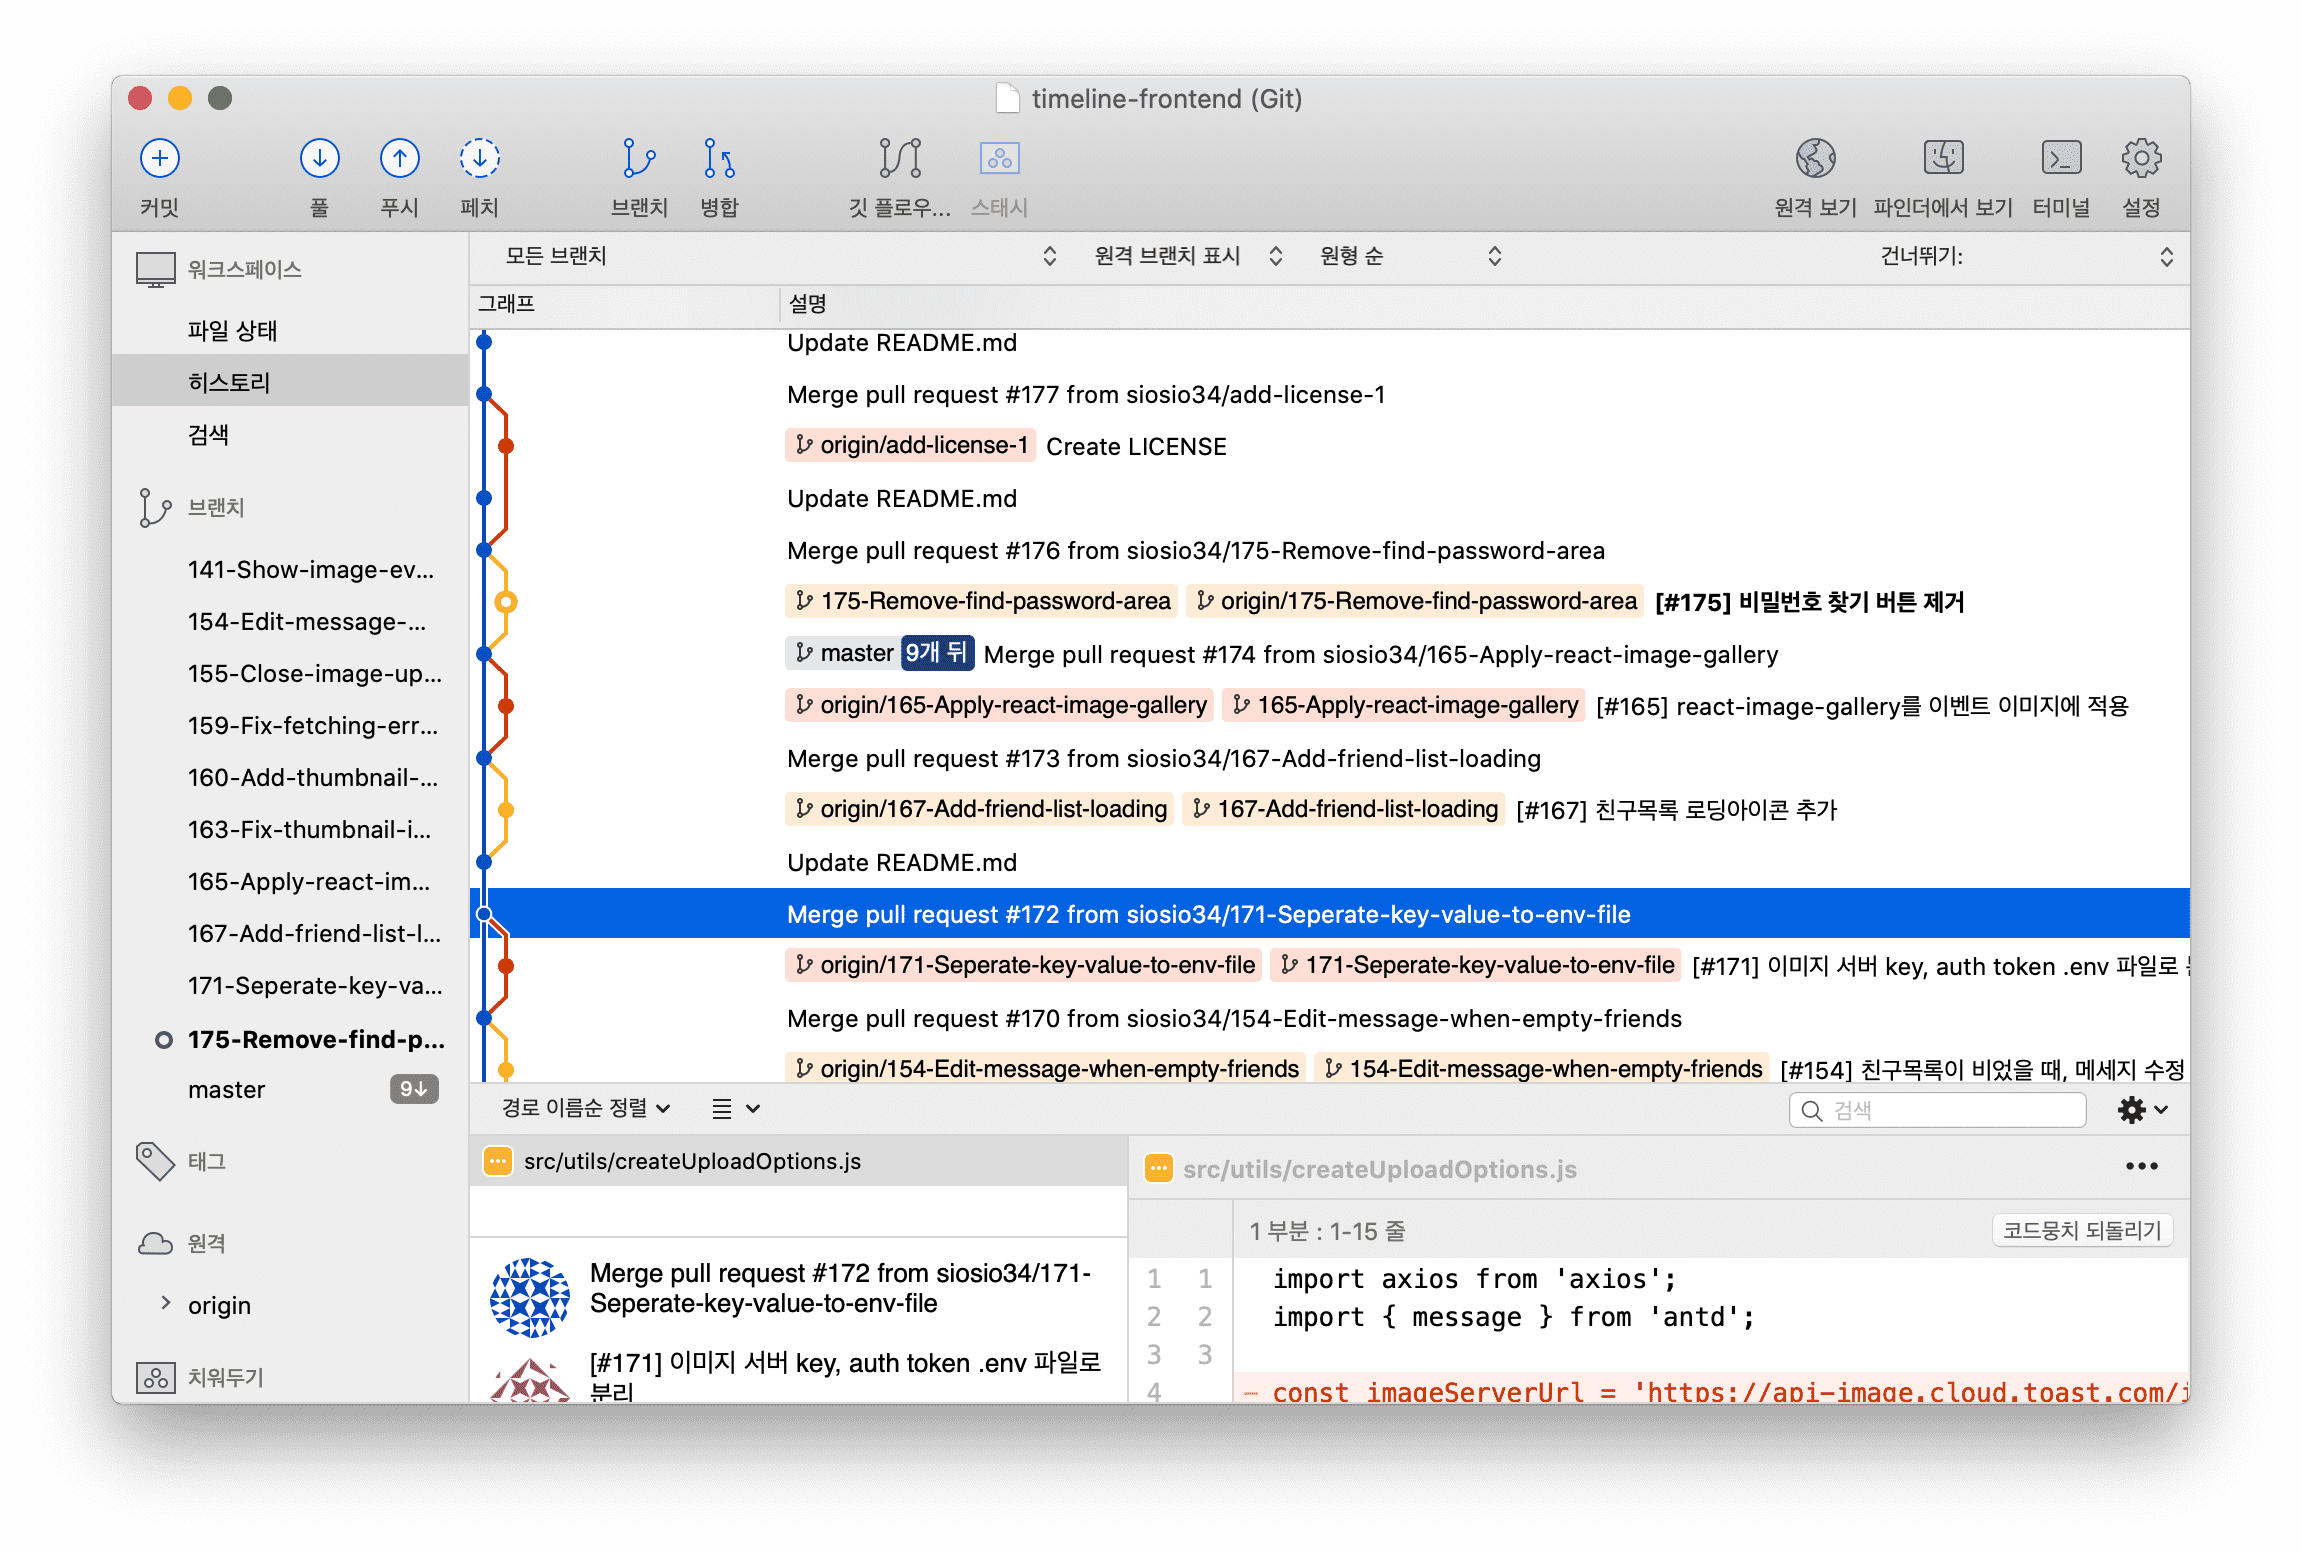 timeline-frontend (Git)
커밋
풀
푸시
페치
브랜치
병합
깃 플로우...
스태시
원격 보기
파인더에서 보기
터미널
설정
워크스페이스
파일 상태
히스토리
검색
브랜치
141-Show-image-ev...
154-Edit-message-...
155-Close-image-up...
159-Fix-fetching-err...
160-Add-thumbnail-...
163-Fix-thumbnail-i...
165-Apply-react-im...
167-Add-friend-list-l...
171-Seperate-key-va...
175-Remove-find-p...
master 9↓
태그
원격
origin
치워두기
모든 브랜치
원격 브랜치 표시
원형 순
건너뛰기:
그래프
설명
Update README.md
Merge pull request #177 from siosio34/add-license-1
origin/add-license-1 Create LICENSE
Update README.md
Merge pull request #176 from siosio34/175-Remove-find-password-area
175-Remove-find-password-area origin/175-Remove-find-password-area [#175] 비밀번호 찾기 버튼 제거
master 9개 뒤 Merge pull request #174 from siosio34/165-Apply-react-image-gallery
origin/165-Apply-react-image-gallery 165-Apply-react-image-gallery [#165] react-image-gallery를 이벤트 이미지에 적용
Merge pull request #173 from siosio34/167-Add-friend-list-loading
origin/167-Add-friend-list-loading 167-Add-friend-list-loading [#167] 친구목록 로딩아이콘 추가
Update README.md
Merge pull request #172 from siosio34/171-Seperate-key-value-to-env-file
origin/171-Seperate-key-value-to-env-file 171-Seperate-key-value-to-env-file [#171] 이미지 서버 key, auth token .env 파일로
Merge pull request #170 from siosio34/154-Edit-message-when-empty-friends
origin/154-Edit-message-when-empty-friends 154-Edit-message-when-empty-friends [#154] 친구목록이 비었을 때, 메세지 수정
경로 이름순 정렬
검색
src/utils/createUploadOptions.js
Merge pull request #172 from siosio34/171-
Seperate-key-value-to-env-file
[#171] 이미지 서버 key, auth token .env 파일로
분리
src/utils/createUploadOptions.js
1 부분 : 1-15 줄
코드뭉치 되돌리기
1 1 import axios from 'axios';
2 2 import { message } from 'antd';
3 3
4 - const imageServerUrl = 'https://api-image.cloud.toast.com/i